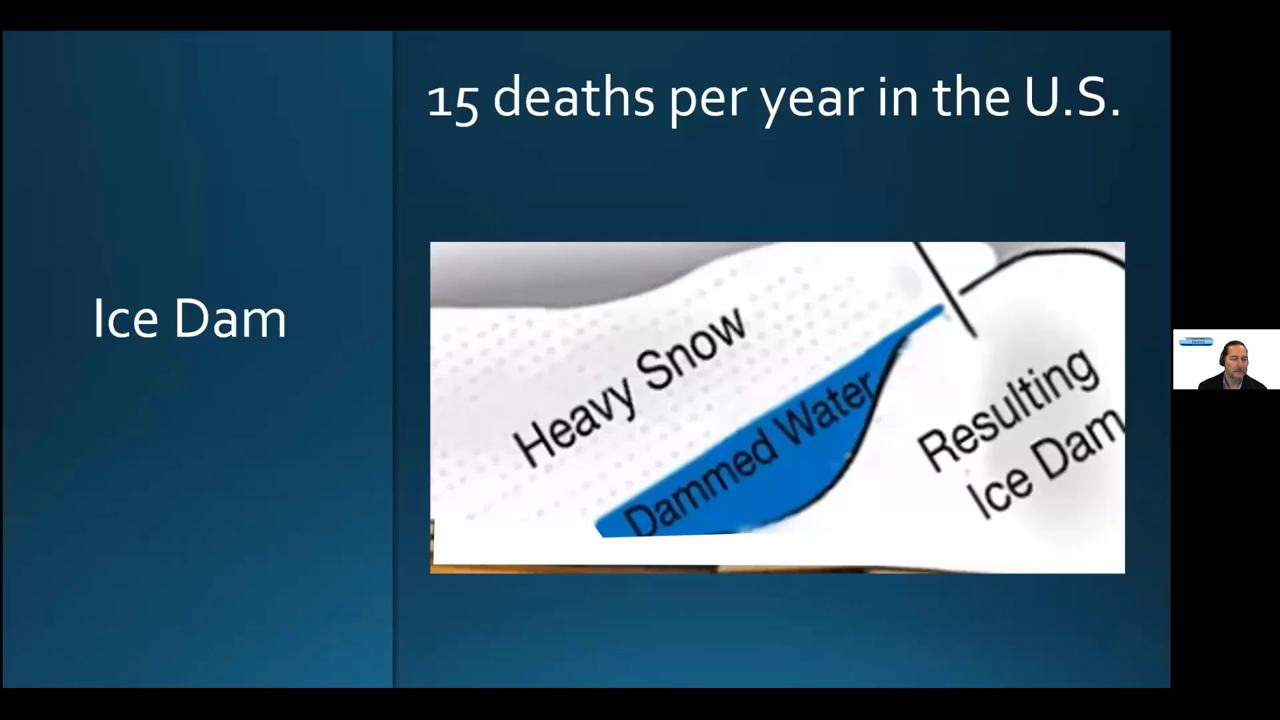 15 deaths per year in the U.S.
Ice Dam
Heavy Snow
Dammed Water
Resulting
Ice Dam